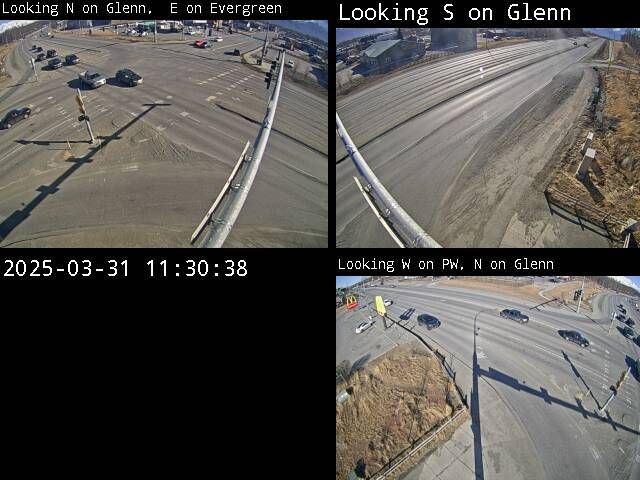 Looking N on Glenn,  E on Evergreen
Looking S on Glenn
2025-03-31 11:30:38
Looking W on PW, N on Glenn